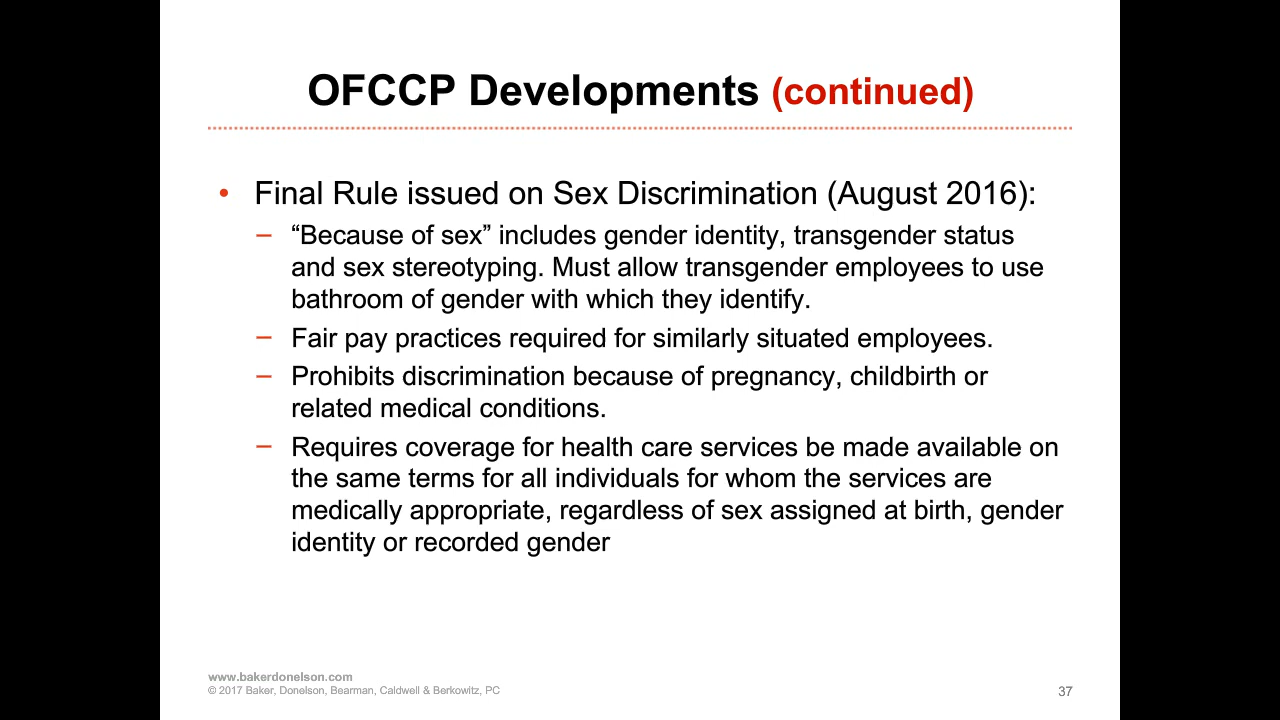 OFCCP Developments (continued)
• Final Rule issued on Sex Discrimination (August 2016):
– “Because of sex” includes gender identity, transgender status
and sex stereotyping. Must allow transgender employees to use
bathroom of gender with which they identify.
– Fair pay practices required for similarly situated employees.
– Prohibits discrimination because of pregnancy, childbirth or
related medical conditions.
– Requires coverage for health care services be made available on
the same terms for all individuals for whom the services are
medically appropriate, regardless of sex assigned at birth, gender
identity or recorded gender
www.bakerdonelson.com
© 2017 Baker, Donelson, Bearman, Caldwell & Berkowitz, PC
37